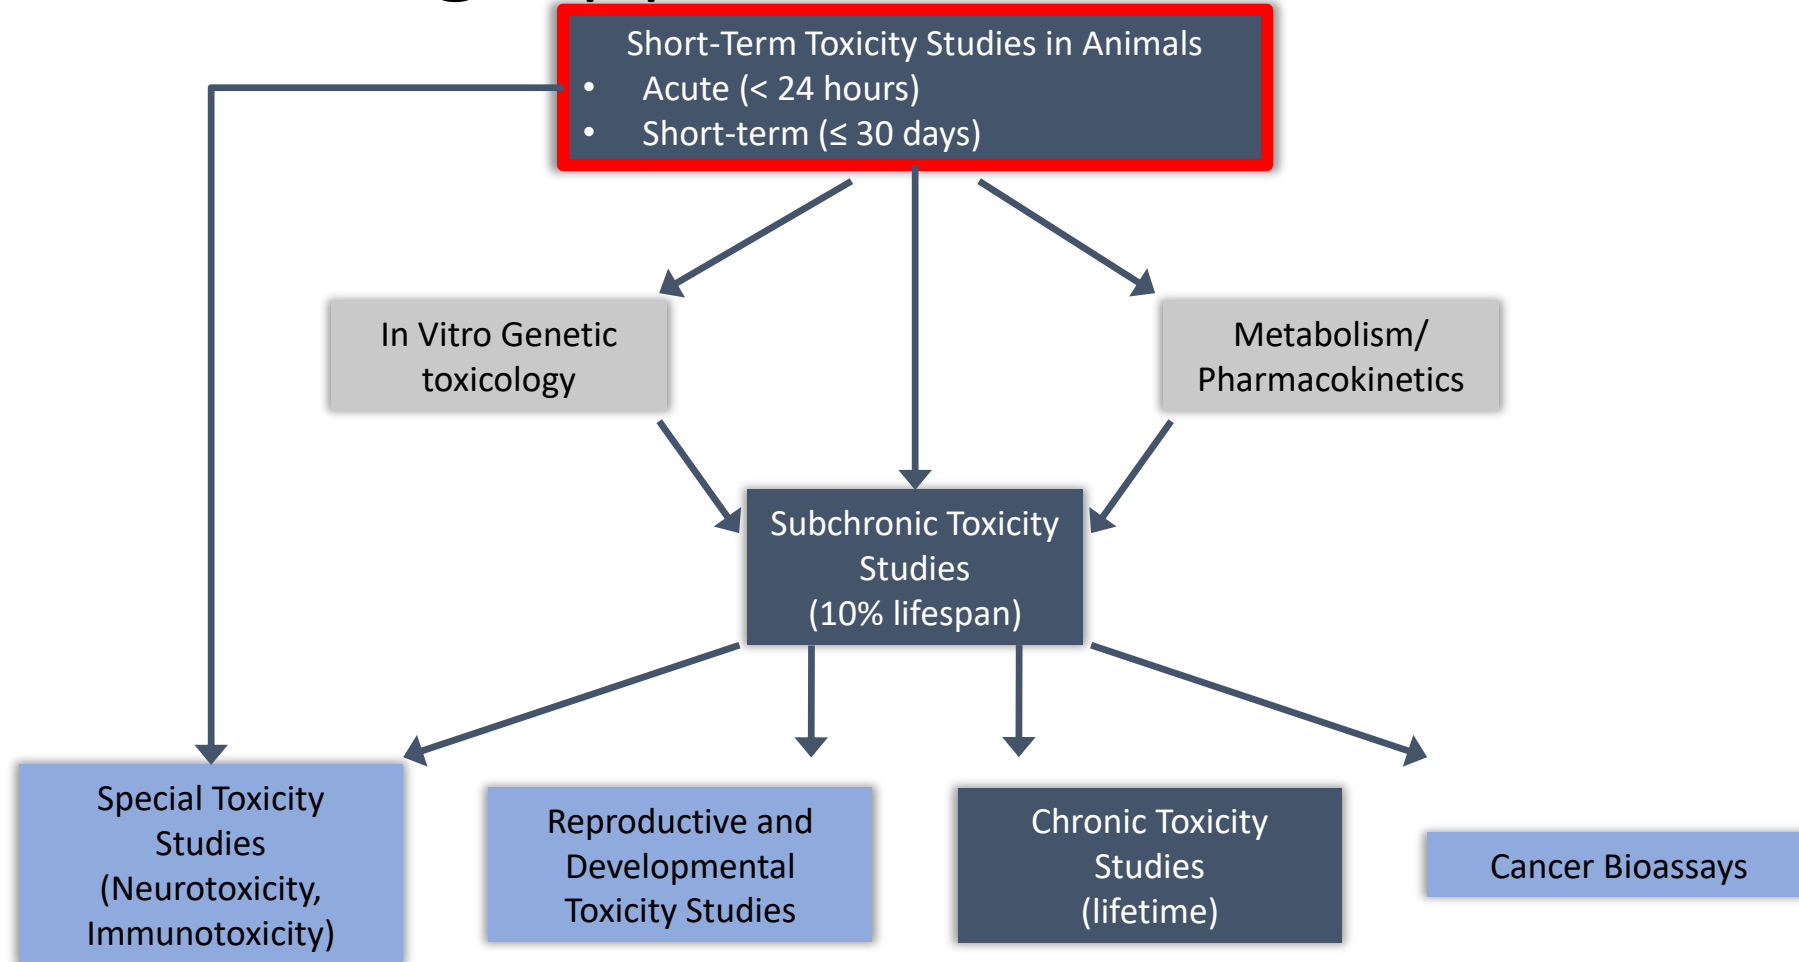 Short-Term Toxicity Studies in Animals
• Acute (< 24 hours)
• Short-term (≤ 30 days)
In Vitro Genetic
toxicology
Metabolism/
Pharmacokinetics
Subchronic Toxicity
Studies
(10% lifespan)
Special Toxicity
Studies
(Neurotoxicity,
Immunotoxicity)
Reproductive and
Developmental
Toxicity Studies
Chronic Toxicity
Studies
(lifetime)
Cancer Bioassays